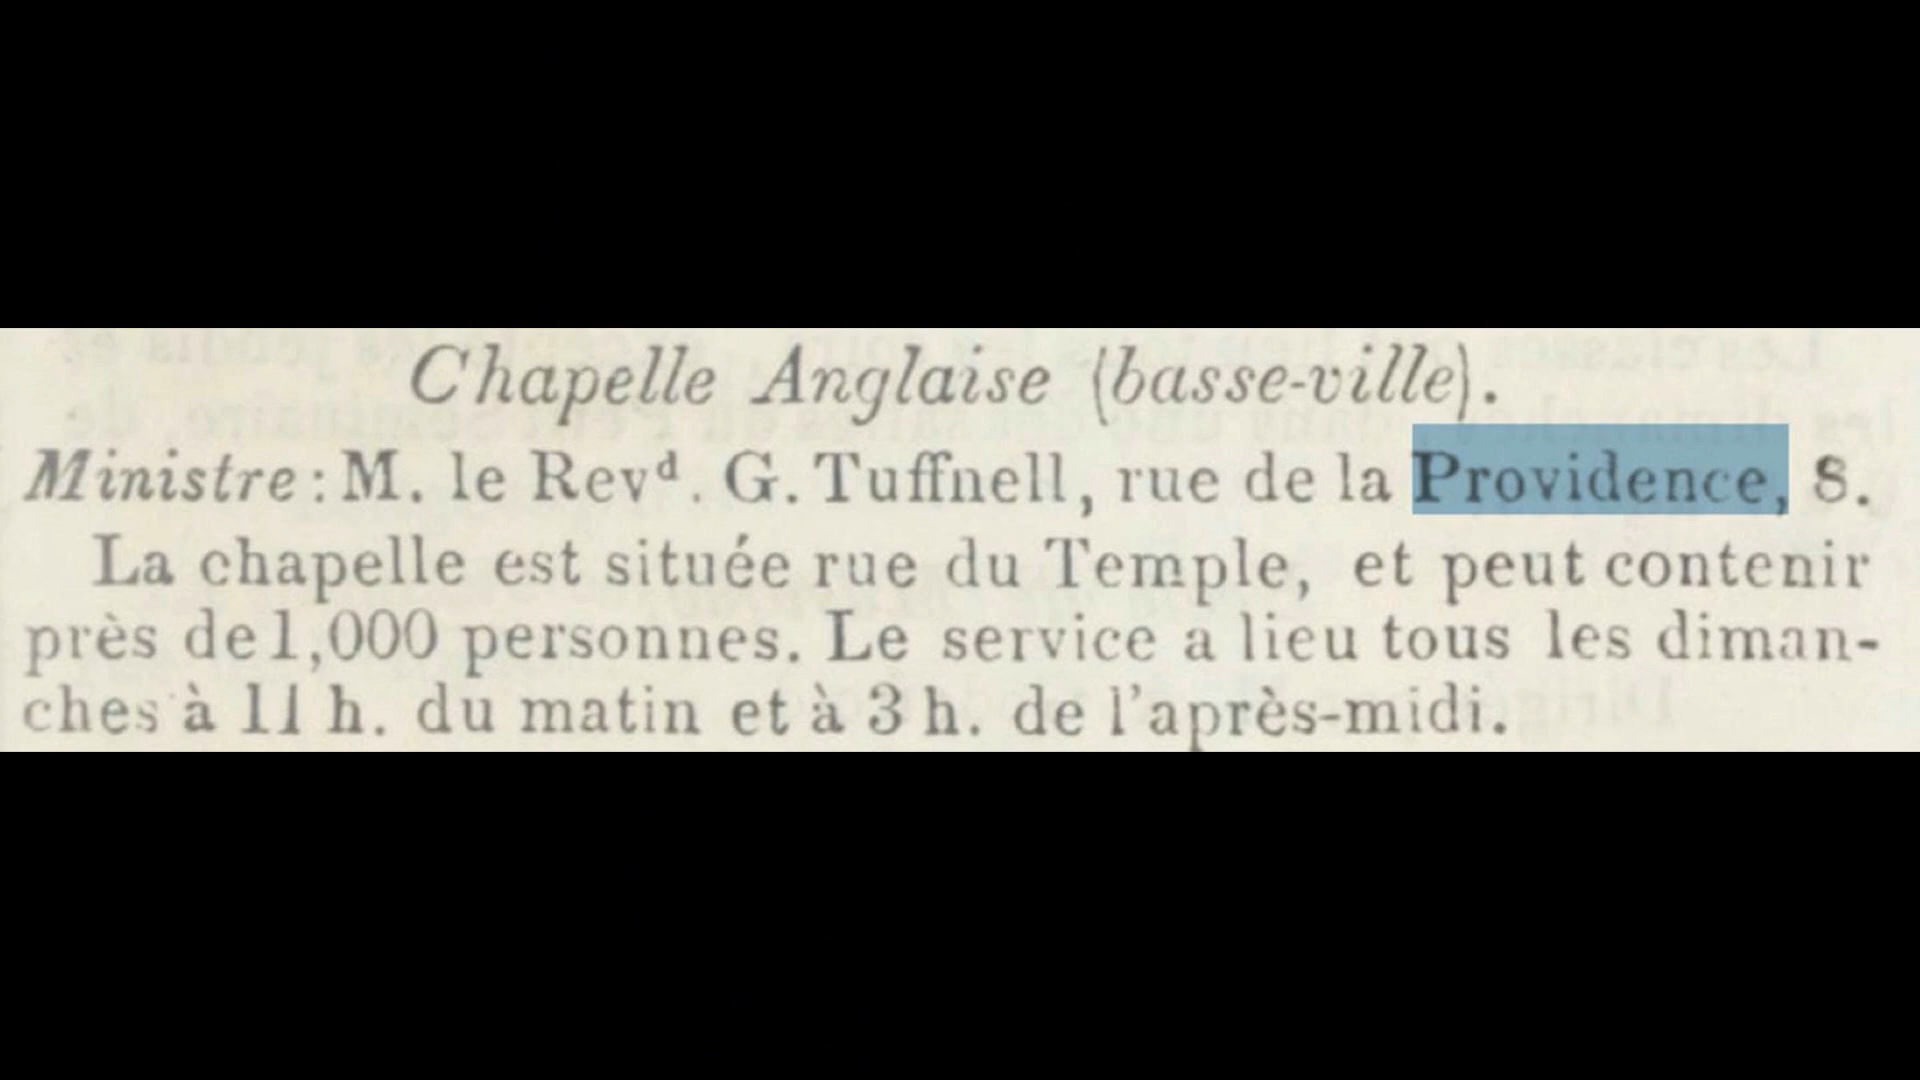 Chapelle Anglaise (basse-ville).
Ministre: M. le Revᵈ. G. Tuffnell, rue de la Providence, 8.
La chapelle est située rue du Temple, et peut contenir
près de 1,000 personnes. Le service a lieu tous les diman-
ches à 11 h. du matin et à 3 h. de l'après-midi.